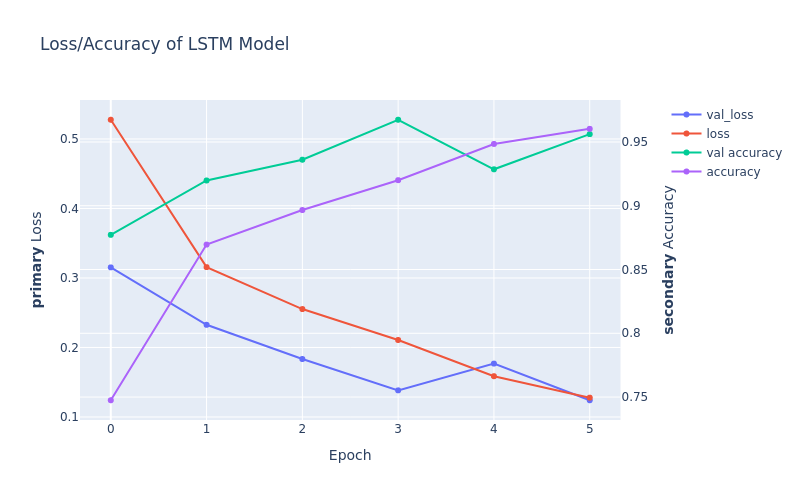 Loss/Accuracy of LSTM Model
val_loss
loss
val accuracy
accuracy
primary Loss
0.5
0.4
0.3
0.2
0.1
0.95
0.9
0.85
0.8
0.75
secondary Accuracy
0 1 2 3 4 5
Epoch